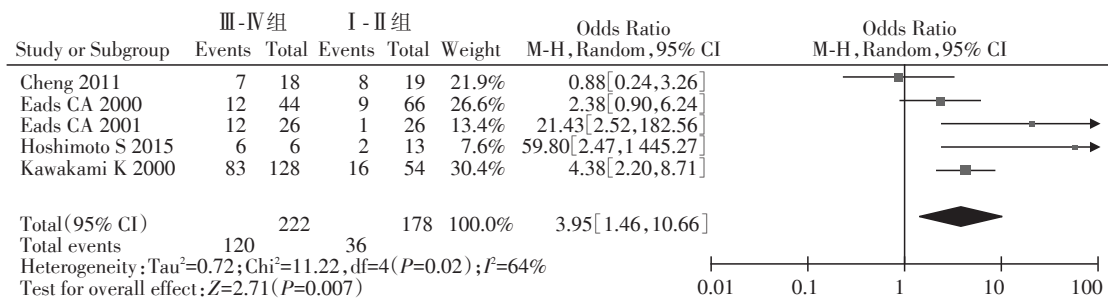 Ⅲ-Ⅳ组 Ⅰ-Ⅱ组 Odds Ratio Odds Ratio
Study or Subgroup Events Total Events Total Weight M-H,Random,95% CI M-H,Random,95% CI
Cheng 2011 7 18 8 19 21.9% 0.88[0.24,3.26]
Eads CA 2000 12 44 9 66 26.6% 2.38[0.90,6.24]
Eads CA 2001 12 26 1 26 13.4% 21.43[2.52,182.56
Hoshimoto S 2015 6 6 2 13 7.6% 59.80[2.47,1 445.27]
Kawakami K 2000 83 128 16 54 30.4% 4.38[2.20,8.71]
Total(95% CI) 222 178 100.0% 3.95[1.46,10.66]
Total events 120 36
Heterogeneity:Tau²=0.72;Chi²=11.22,df=4(P=0.02);I²=64%
Test for overall effect:Z=2.71(P=0.007)
0.01 0.1 1 10 100